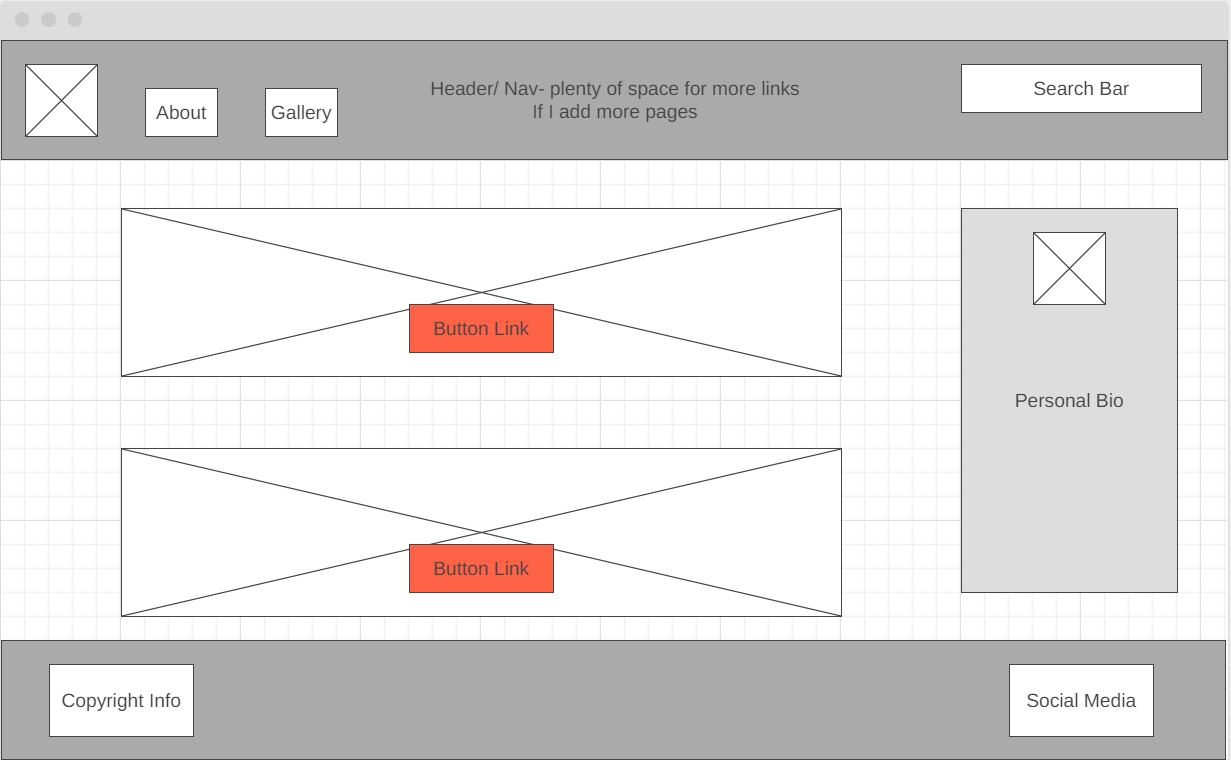 Header/ Nav- plenty of space for more links
If I add more pages
Search Bar
About
Gallery
Button Link
Personal Bio
Button Link
Copyright Info
Social Media